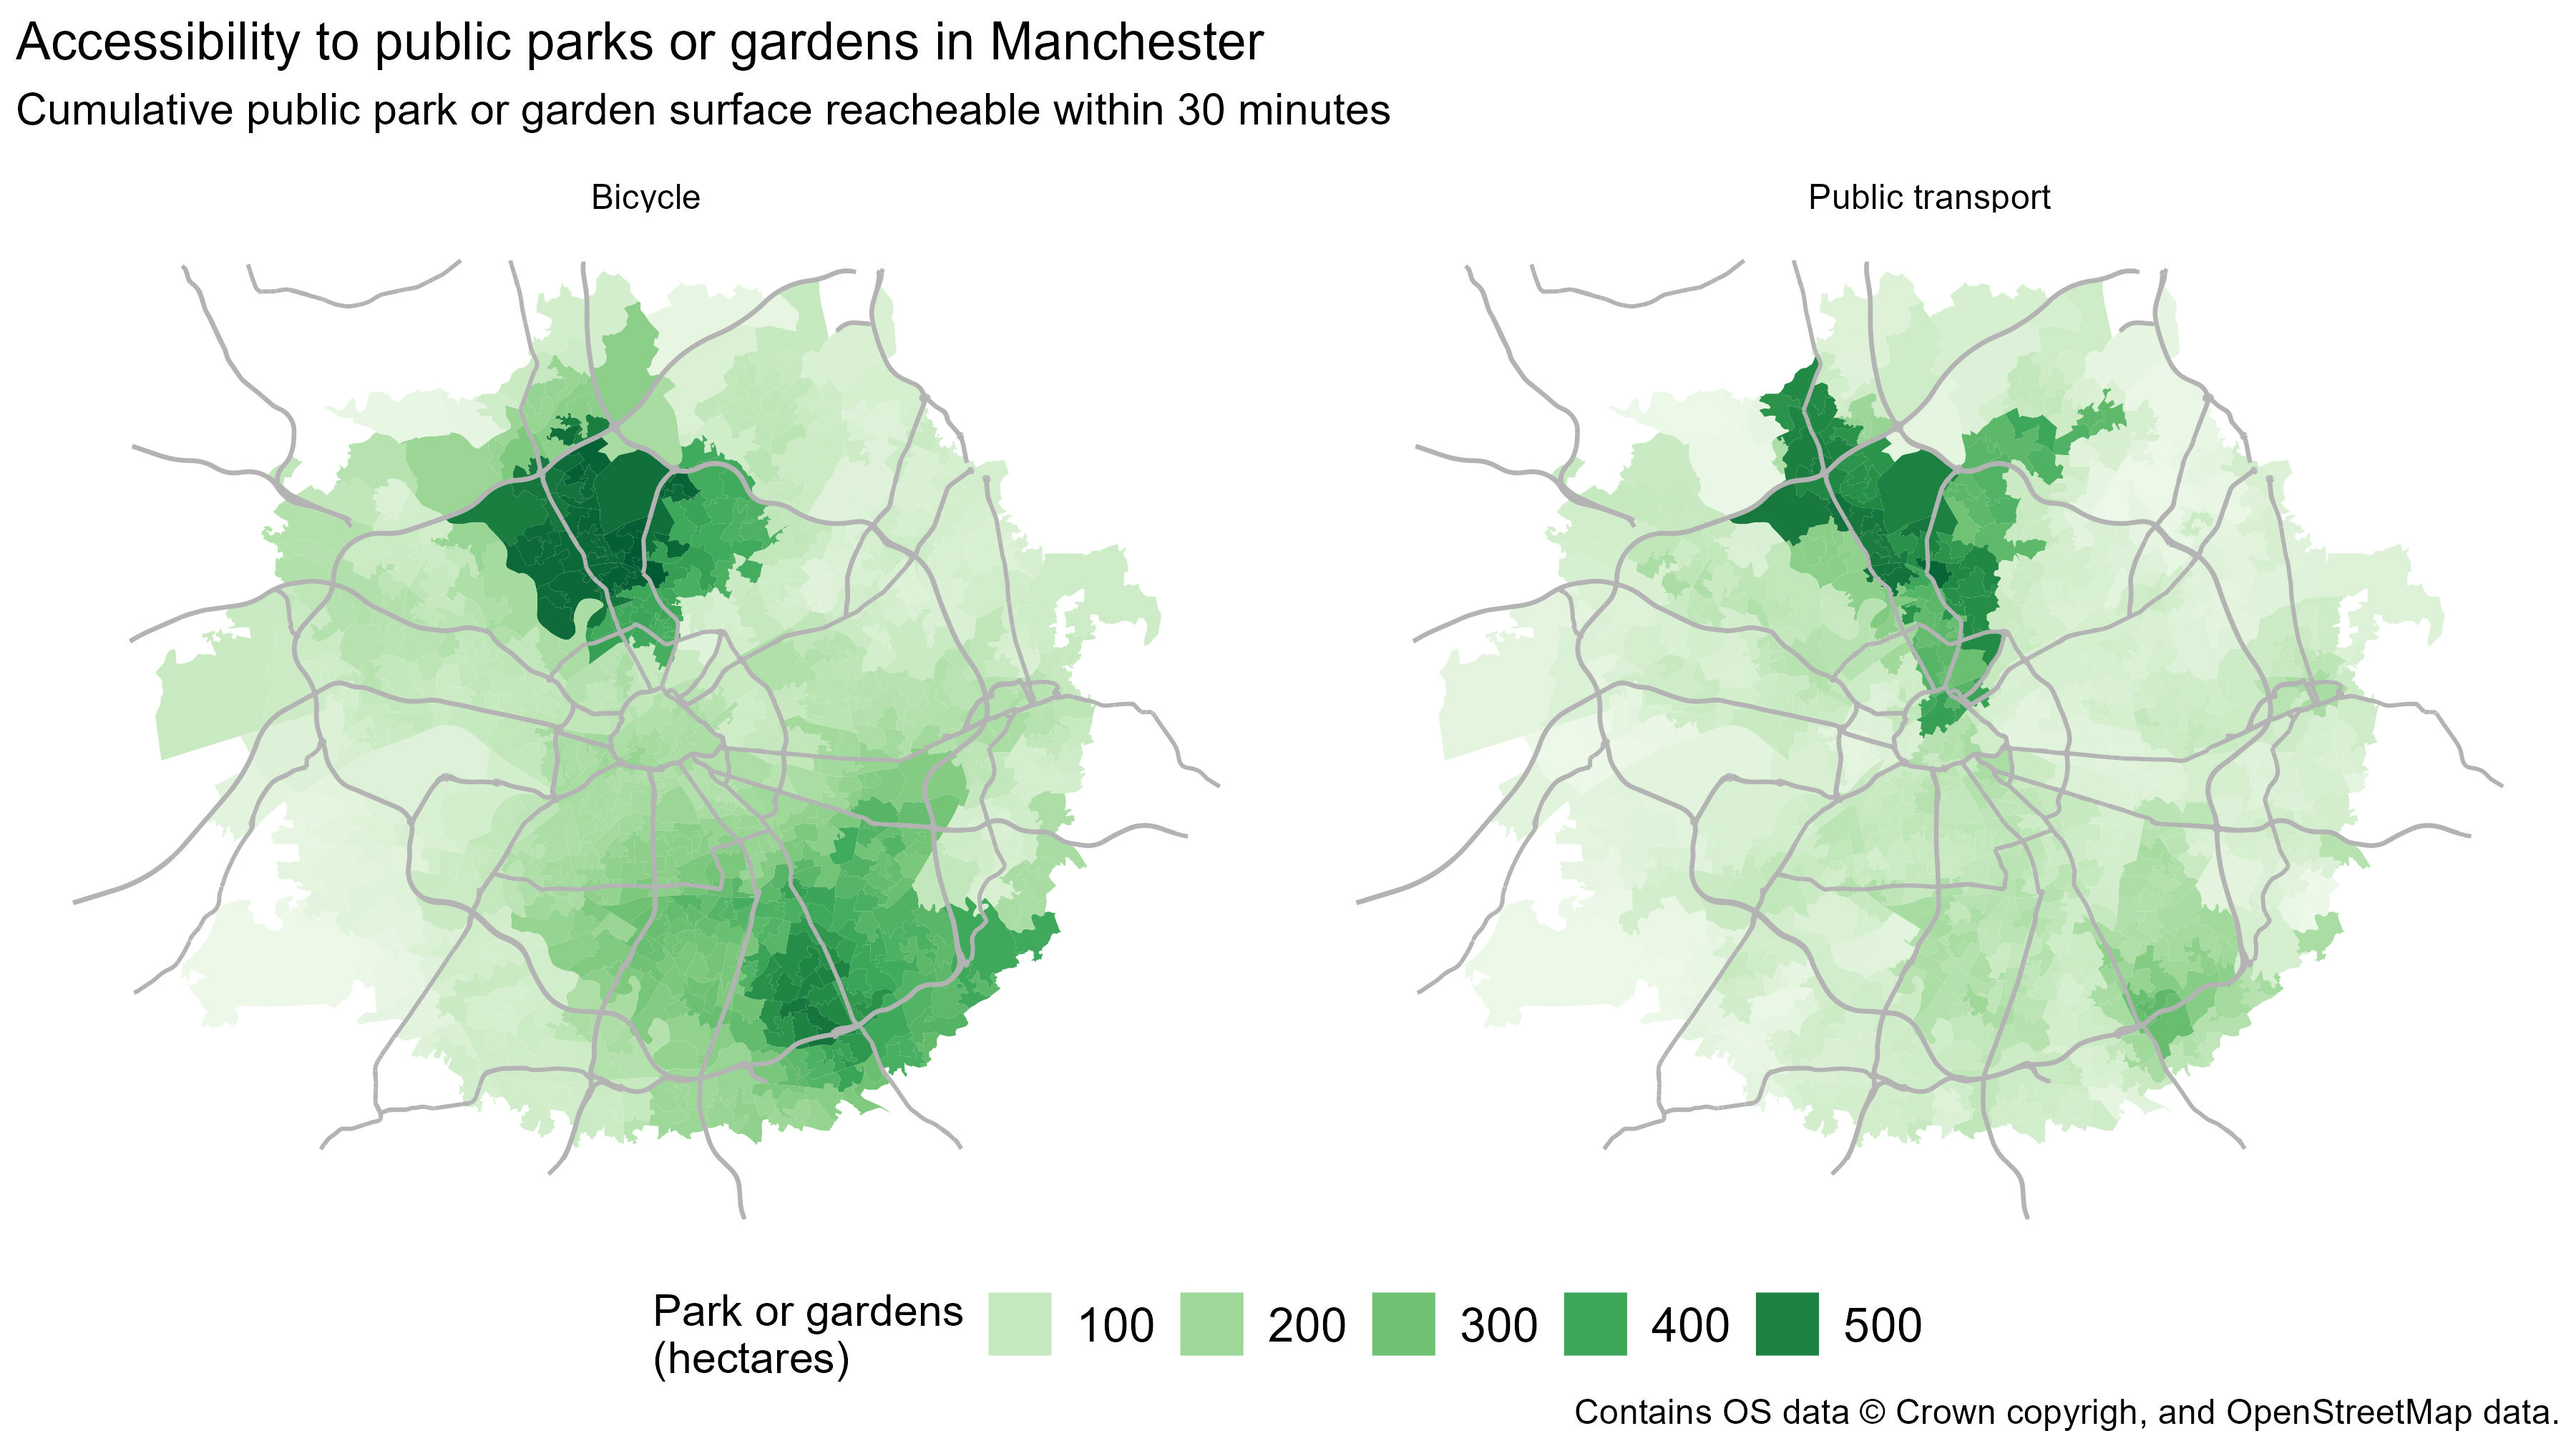 Accessibility to public parks or gardens in Manchester
Cumulative public park or garden surface reacheable within 30 minutes
Bicycle
Public transport
Park or gardens
(hectares)
100
200
300
400
500
Contains OS data © Crown copyrigh, and OpenStreetMap data.